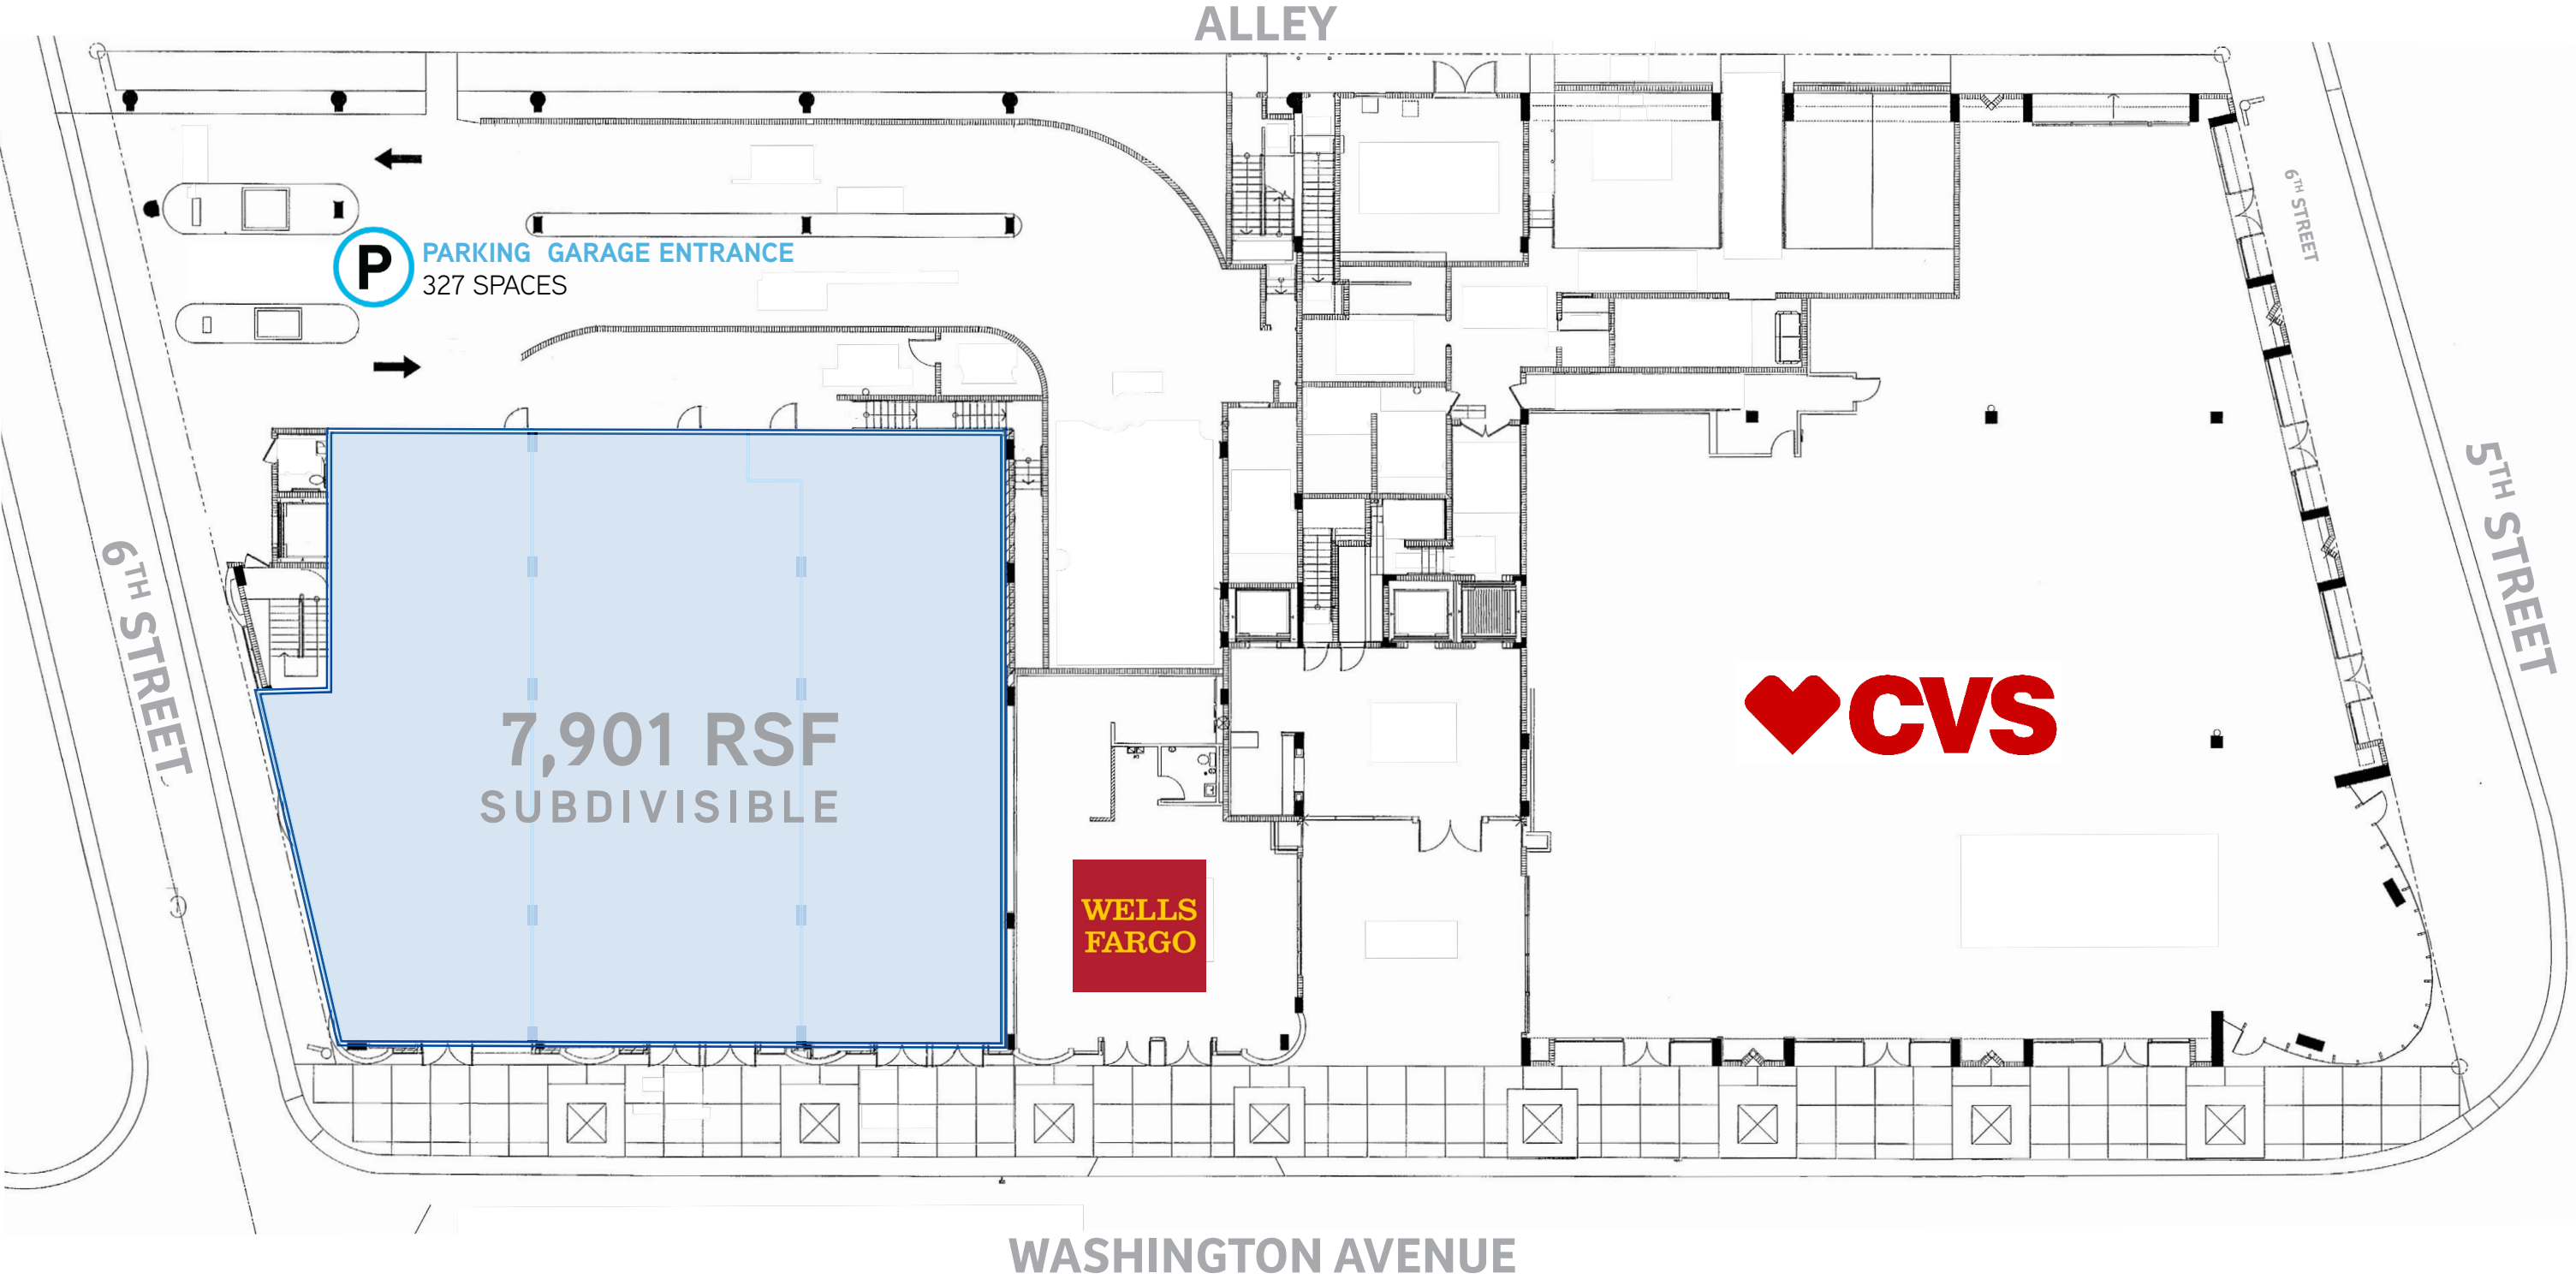 ALLEY
6TH STREET
P
PARKING GARAGE ENTRANCE
327 SPACES
5TH STREET
6TH STREET
7,901 RSF
SUBDIVISIBLE
CVS
WELLS
FARGO
WASHINGTON AVENUE